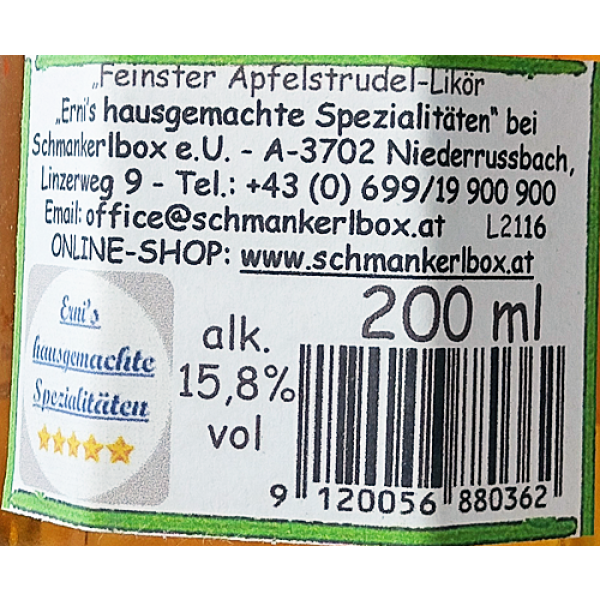 „Feinster Apfelstrudel-Likör
„Erni's hausgemachte Spezialitäten" bei
Schmankerlbox e.U. - A-3702 Niederrussbach,
Linzerweg 9 - Tel.: +43 (0) 699/19 900 900
Email: office@schmankerlbox.at L2116
ONLINE-SHOP: www.schmankerlbox.at
Erni's
hausgemachte
Spezialitäten
alk.
15,8%
vol
200 ml
9 120056 880362